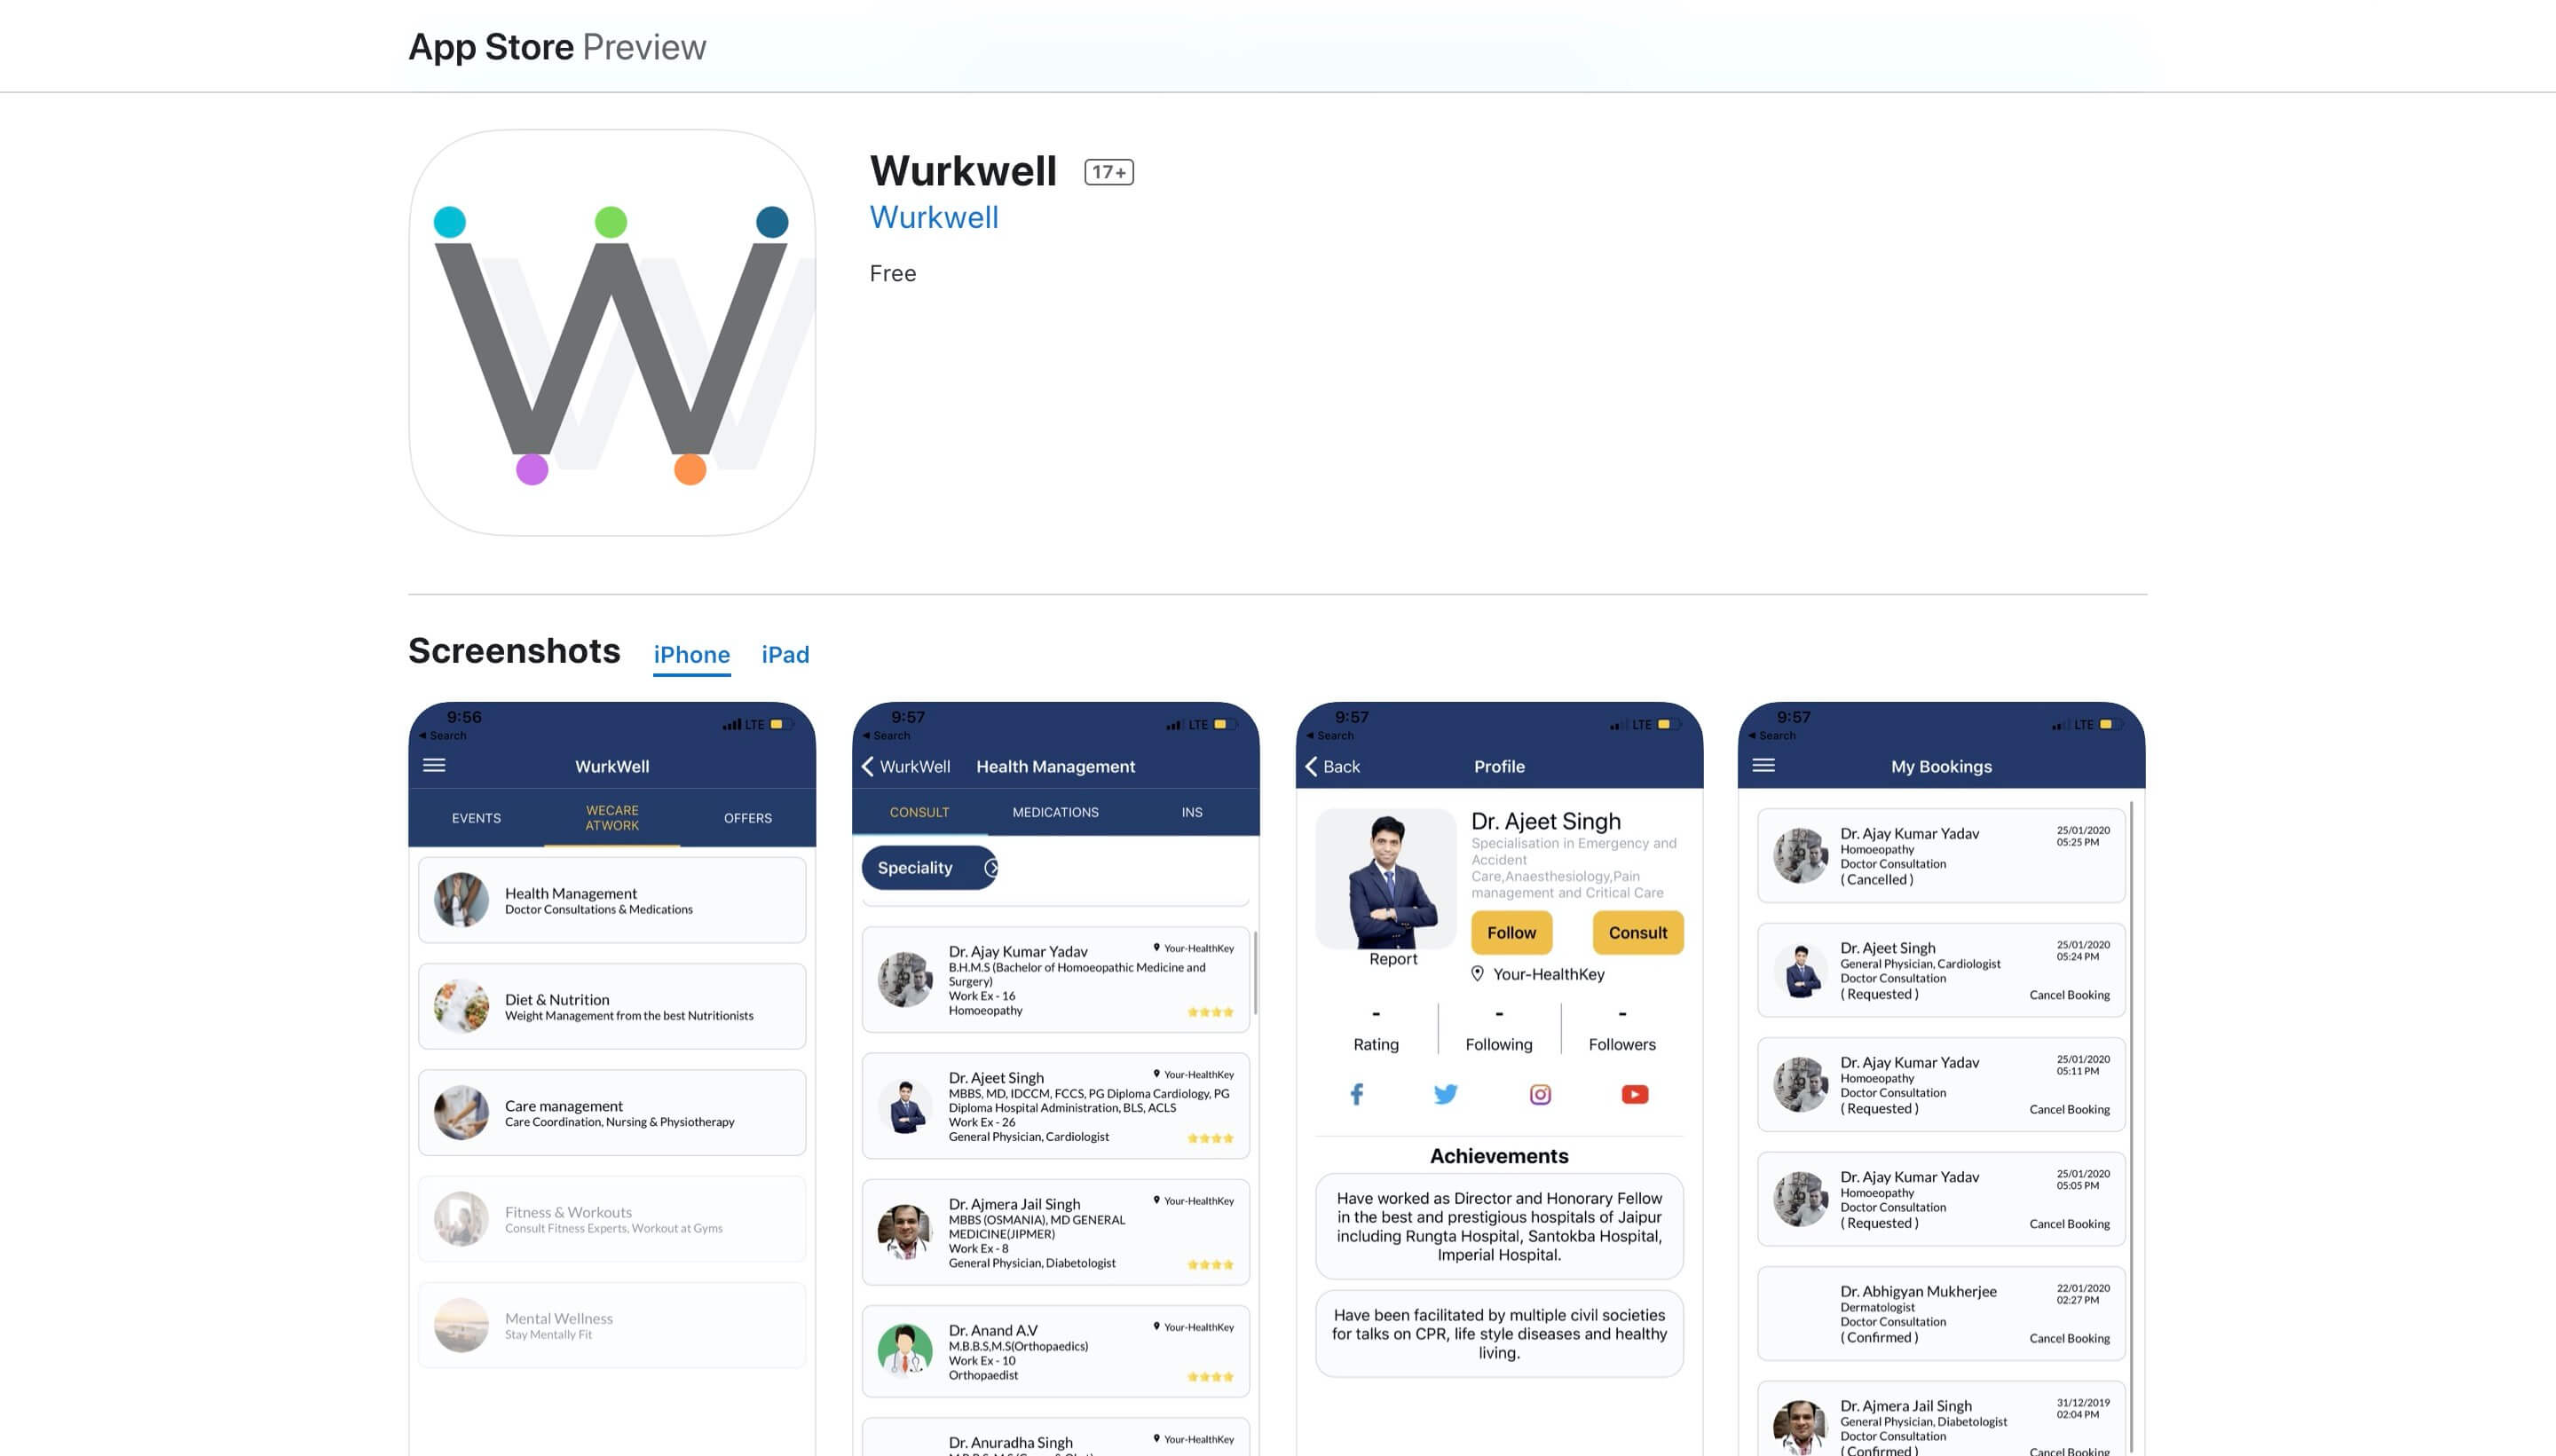 App Store Preview
Wurkwell 17+
Wurkwell
Free
Screenshots iPhone iPad
9:56
LTE
◄ Search
WurkWell
EVENTS
WECARE
ATWORK
OFFERS
Health Management
Doctor Consultations & Medications
Diet & Nutrition
Weight Management from the best Nutritionists
Care management
Care Coordination, Nursing & Physiotherapy
Fitness & Workouts
Consult Fitness Experts, Workout at Gyms
Mental Wellness
Stay Mentally Fit
9:57
LTE
◄ Search
WurkWell Health Management
CONSULT MEDICATIONS INS
Speciality
Dr. Ajay Kumar Yadav
Your-HealthKey
B.H.M.S (Bachelor of Homoeopathic Medicine and
Surgery)
Work Ex - 16
Homoeopathy
Dr. Ajeet Singh
Your-HealthKey
MBBS, MD, IDCCM, FCCS, PG Diploma Cardiology, PG
Diploma Hospital Administration, BLS, ACLS
Work Ex - 26
General Physician, Cardiologist
Dr. Ajmera Jail Singh
Your-HealthKey
MBBS (OSMANIA), MD GENERAL
MEDICINE(JIPMER)
Work Ex - 8
General Physician, Diabetologist
Dr. Anand A.V
Your-HealthKey
M.B.B.S,M.S(Orthopaedics)
Work Ex - 10
Orthopaedist
Dr. Anuradha Singh
Your-HealthKey
9:57
LTE
◄ Search
Back Profile
Dr. Ajeet Singh
Specialisation in Emergency and
Accident
Care,Anaesthesiology,Pain
management and Critical Care
Follow Consult
Report
Your-HealthKey
- - -
Rating Following Followers
Achievements
Have worked as Director and Honorary Fellow
in the best and prestigious hospitals of Jaipur
including Rungta Hospital, Santokba Hospital,
Imperial Hospital.
Have been facilitated by multiple civil societies
for talks on CPR, life style diseases and healthy
living.
9:57
LTE
◄ Search
My Bookings
Dr. Ajay Kumar Yadav
25/01/2020
05:25 PM
Homoeopathy
Doctor Consultation
( Cancelled )
Dr. Ajeet Singh
25/01/2020
05:24 PM
General Physician, Cardiologist
Doctor Consultation
( Requested )
Cancel Booking
Dr. Ajay Kumar Yadav
25/01/2020
05:11 PM
Homoeopathy
Doctor Consultation
( Requested )
Cancel Booking
Dr. Ajay Kumar Yadav
25/01/2020
05:05 PM
Homoeopathy
Doctor Consultation
( Requested )
Cancel Booking
Dr. Abhigyan Mukherjee
22/01/2020
02:27 PM
Dermatologist
Doctor Consultation
( Confirmed )
Cancel Booking
Dr. Ajmera Jail Singh
31/12/2019
02:04 PM
General Physician, Diabetologist
Doctor Consultation
( Confirmed )
Cancel Booking